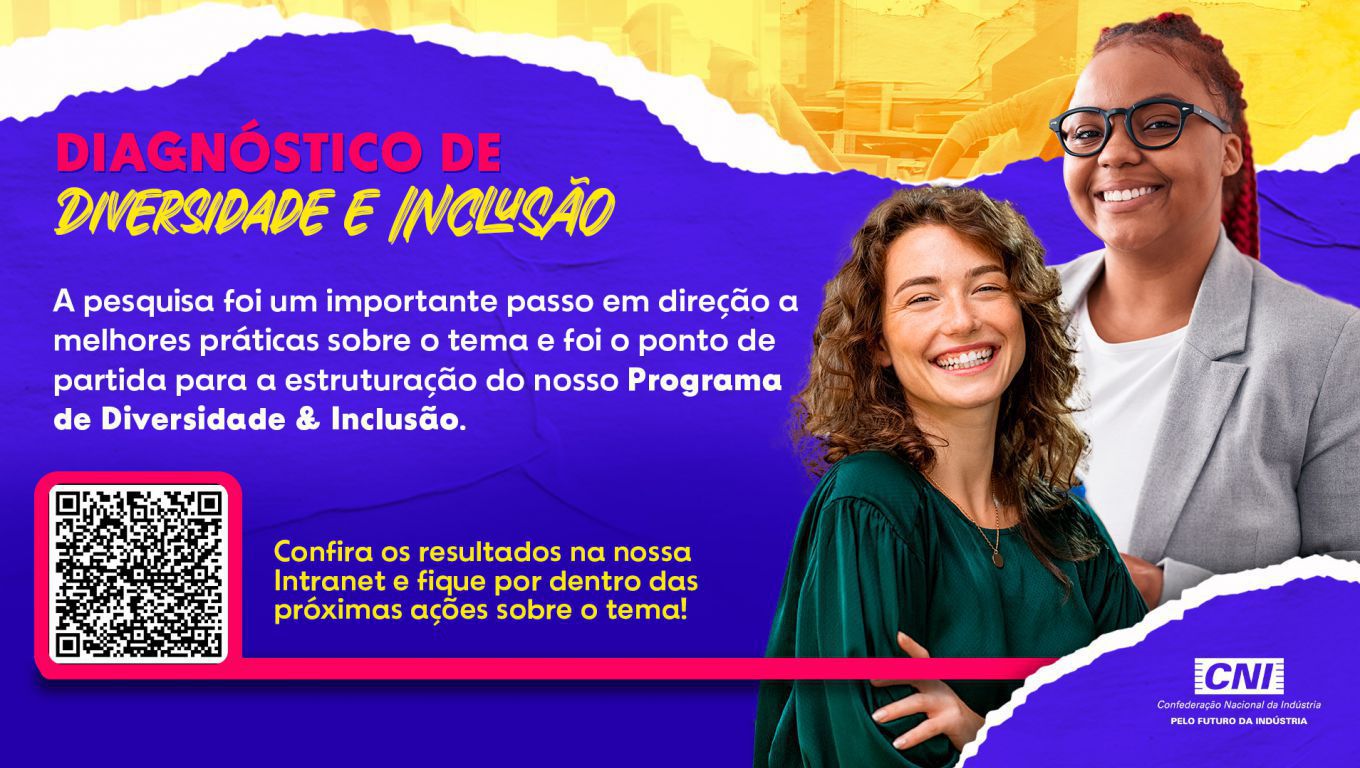 DIAGNÓSTICO DE
DIVERSIDADE E INCLUSÃO
A pesquisa foi um importante passo em direção a
melhores práticas sobre o tema e foi o ponto de
partida para a estruturação do nosso Programa
de Diversidade & Inclusão.
Confira os resultados na nossa
Intranet e fique por dentro das
próximas ações sobre o tema!
CNI
Confederação Nacional da Indústria
PELO FUTURO DA INDÚSTRIA